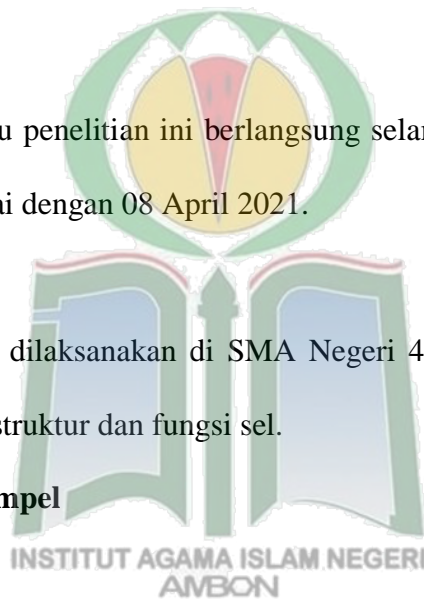 u penelitian ini berlangsung selan
ai dengan 08 April 2021.
dilaksanakan di SMA Negeri 4
struktur dan fungsi sel.
mpel
INSTITUT AGAMA ISLAM NEGERI
AMBON